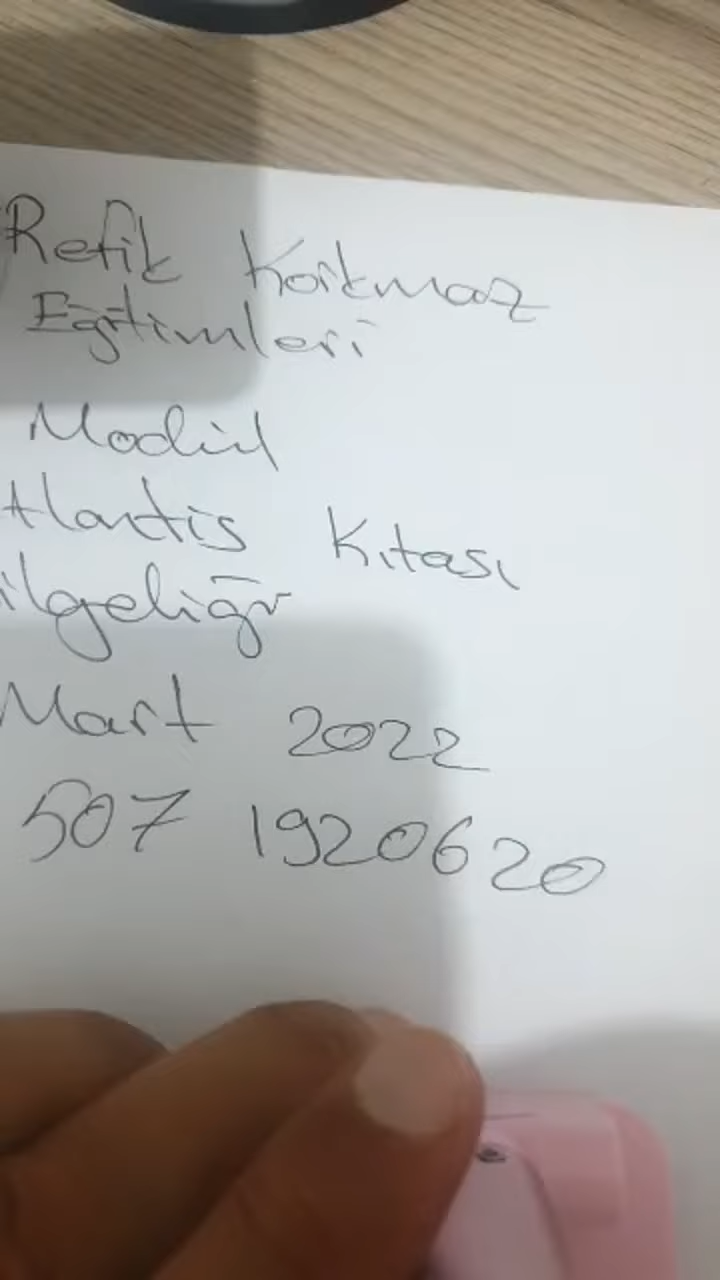 Refik Korkmaz
Eğitimleri
Modül
Atlantis Kıtası
ilgeliği
Mart 2022
507 1920620